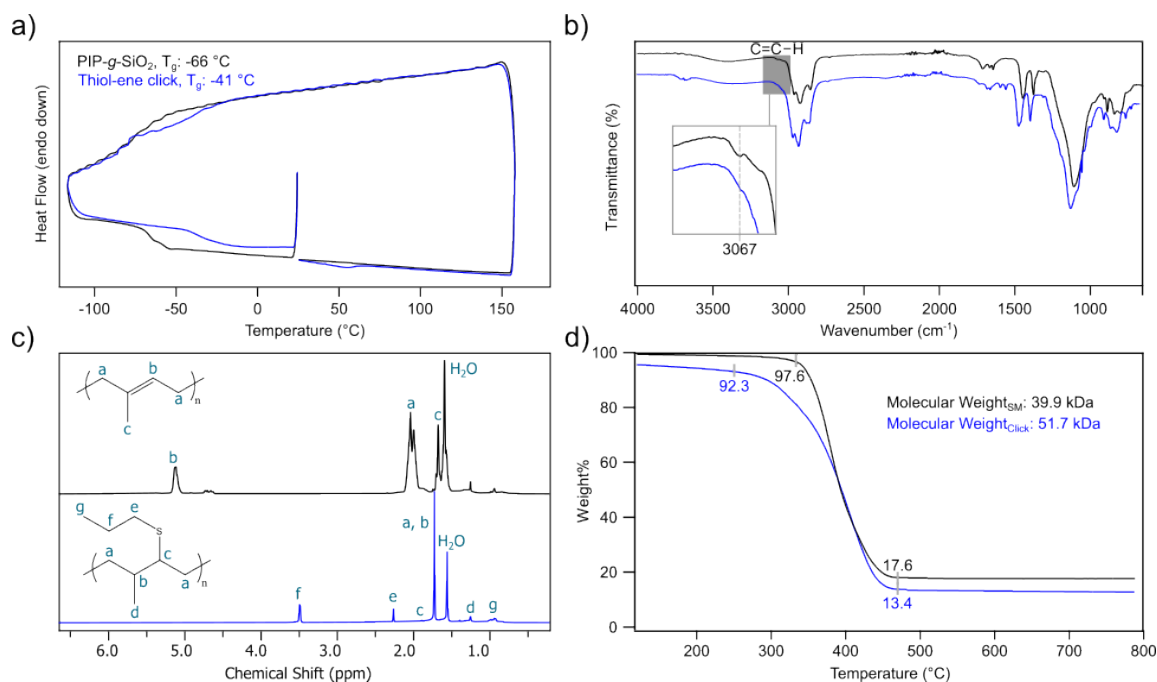 a)
PIP-g-SiO₂, Tg: -66 °C
Thiol-ene click, Tg: -41 °C
Heat Flow (endo down)
-100 -50 0 50 100 150
Temperature (°C)
b)
C=C–H
3067
Transmittance (%)
4000 3500 3000 2500 2000 1500 1000
Wavenumber (cm⁻¹)
c)
a b
a
c
n
b
a
c
H₂O
g e
f
S
a c
b a
d
n
f
e
a, b
c
H₂O
d
g
6.0 5.0 4.0 3.0 2.0 1.0
Chemical Shift (ppm)
d)
100
80
60
40
20
0
Weight%
97.6
92.3
Molecular WeightSM: 39.9 kDa
Molecular WeightClick: 51.7 kDa
17.6
13.4
200 300 400 500 600 700 800
Temperature (°C)